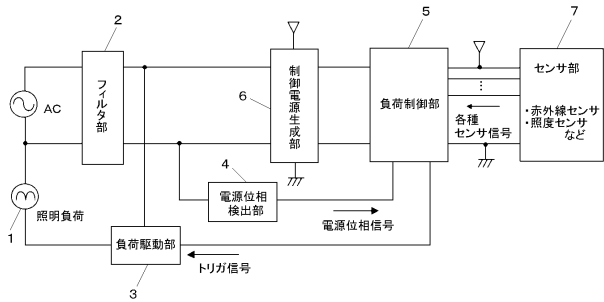 2
5
7
フィルタ部
AC
照明負荷
1
制御電源生成部
6
負荷制御部
センサ部
・赤外線センサ
・照度センサ
など
各種
センサ信号
⋮
4
電源位相
検出部
電源位相信号
負荷駆動部
3
トリガ信号